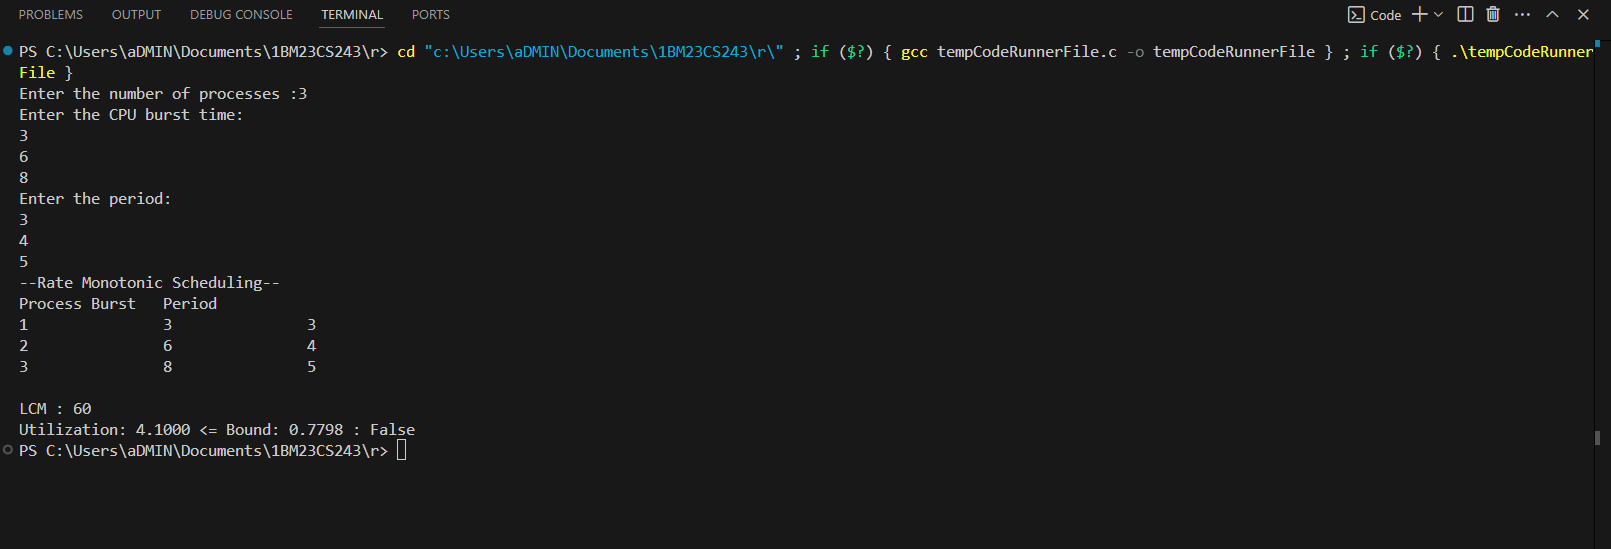 PROBLEMS OUTPUT DEBUG CONSOLE TERMINAL PORTS Code
PS C:\Users\aDMIN\Documents\1BM23CS243\r> cd "c:\Users\aDMIN\Documents\1BM23CS243\r\" ; if ($?) { gcc tempCodeRunnerFile.c -o tempCodeRunnerFile } ; if ($?) { .\tempCodeRunner
File }
Enter the number of processes :3
Enter the CPU burst time:
3
6
8
Enter the period:
3
4
5
--Rate Monotonic Scheduling--
Process Burst Period
1 3 3
2 6 4
3 8 5
LCM : 60
Utilization: 4.1000 <= Bound: 0.7798 : False
PS C:\Users\aDMIN\Documents\1BM23CS243\r>